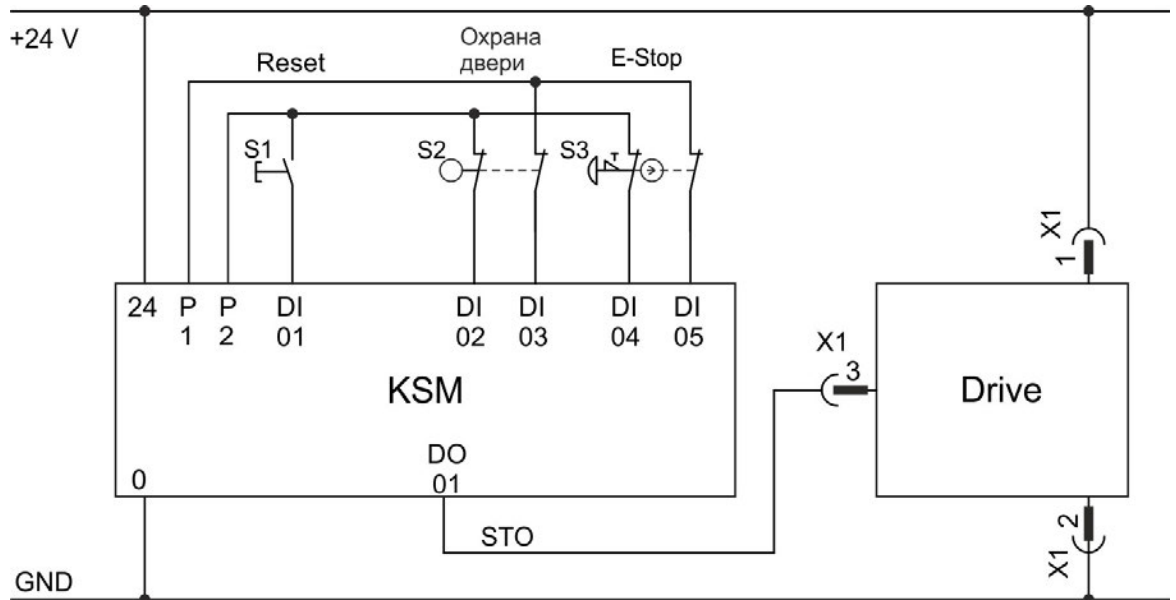 +24 V
Reset
Охрана
двери
E-Stop
S1
S2
S3
X1
1
24 P P DI DI DI DI DI
1 2 01 02 03 04 05
X1
3
KSM
Drive
DO
01
0
STO
2
X1
GND